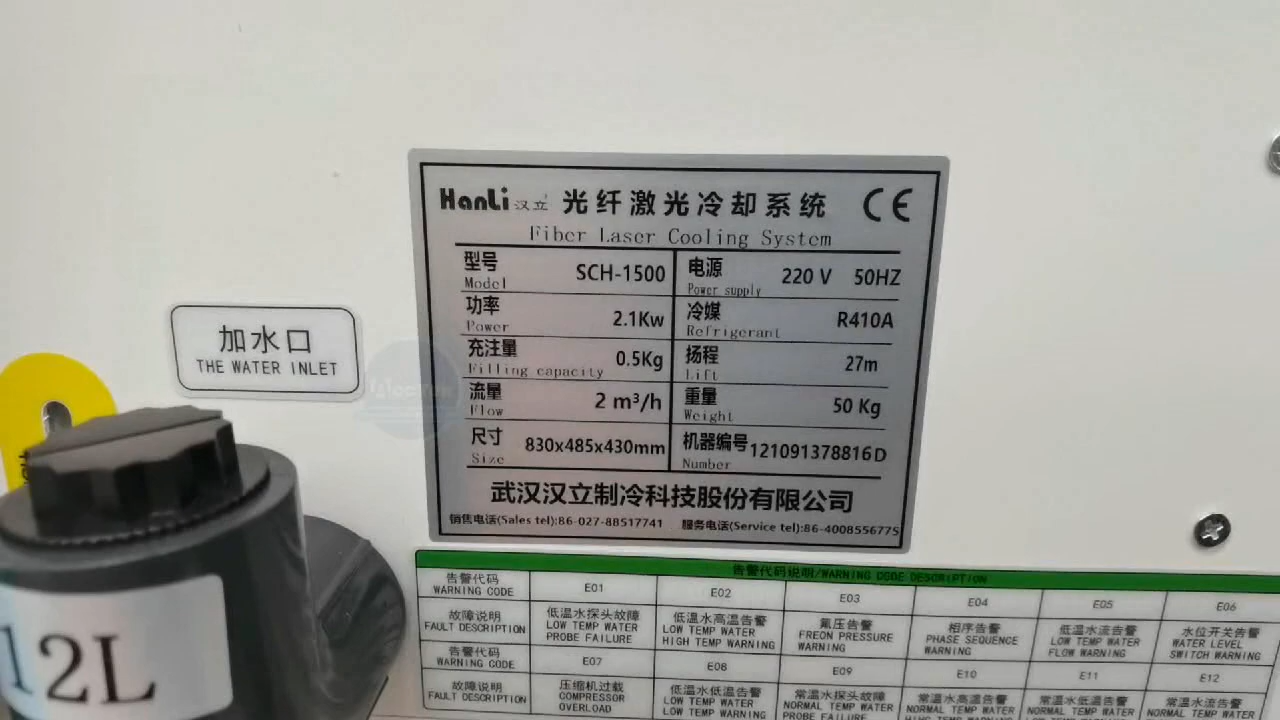 HanLi 汉立 光纤激光冷却系统 CE
Fiber Laser Cooling System
型号 Model SCH-1500
电源 Power supply 220 V 50HZ
功率 Power 2.1Kw
冷媒 Refrigerant R410A
充注量 Filling capacity 0.5Kg
扬程 Lift 27m
流量 Flow 2 m³/h
重量 Weight 50 Kg
尺寸 Size 830x485x430mm
机器编号 Number 121091378816D
武汉汉立制冷科技股份有限公司
销售电话(Sales tel):86-027-88517741 服务电话(Service tel):86-4008556775
加水口
THE WATER INLET
12L
告警代码说明/WARNING DODE DESCRIPTION
告警代码 WARNING CODE E01 E02 E03 E04 E05 E06
故障说明 FAULT DESCRIPTION
低温水探头故障 LOW TEMP WATER PROBE FAILURE
低温水高温告警 LOW TEMP WATER HIGH TEMP WARNING
氟压告警 FREON PRESSURE WARNING
相序告警 PHASE SEQUENCE WARNING
低温水流告警 LOW TEMP WATER FLOW WARNING
水位开关告警 WATER LEVEL SWITCH WARNING
告警代码 WARNING CODE E07 E08 E09 E10 E11 E12
故障说明 FAULT DESCRIPTION
压缩机过载 COMPRESSOR OVERLOAD
低温水低温告警 LOW TEMP WATER LOW TEMP WARNING
常温水探头故障 NORMAL TEMP WATER PROBE FAILURE
常温水高温告警 NORMAL TEMP WATER
常温水低温告警 NORMAL TEMP WATER
常温水流告警 NORMAL TEMP WATER